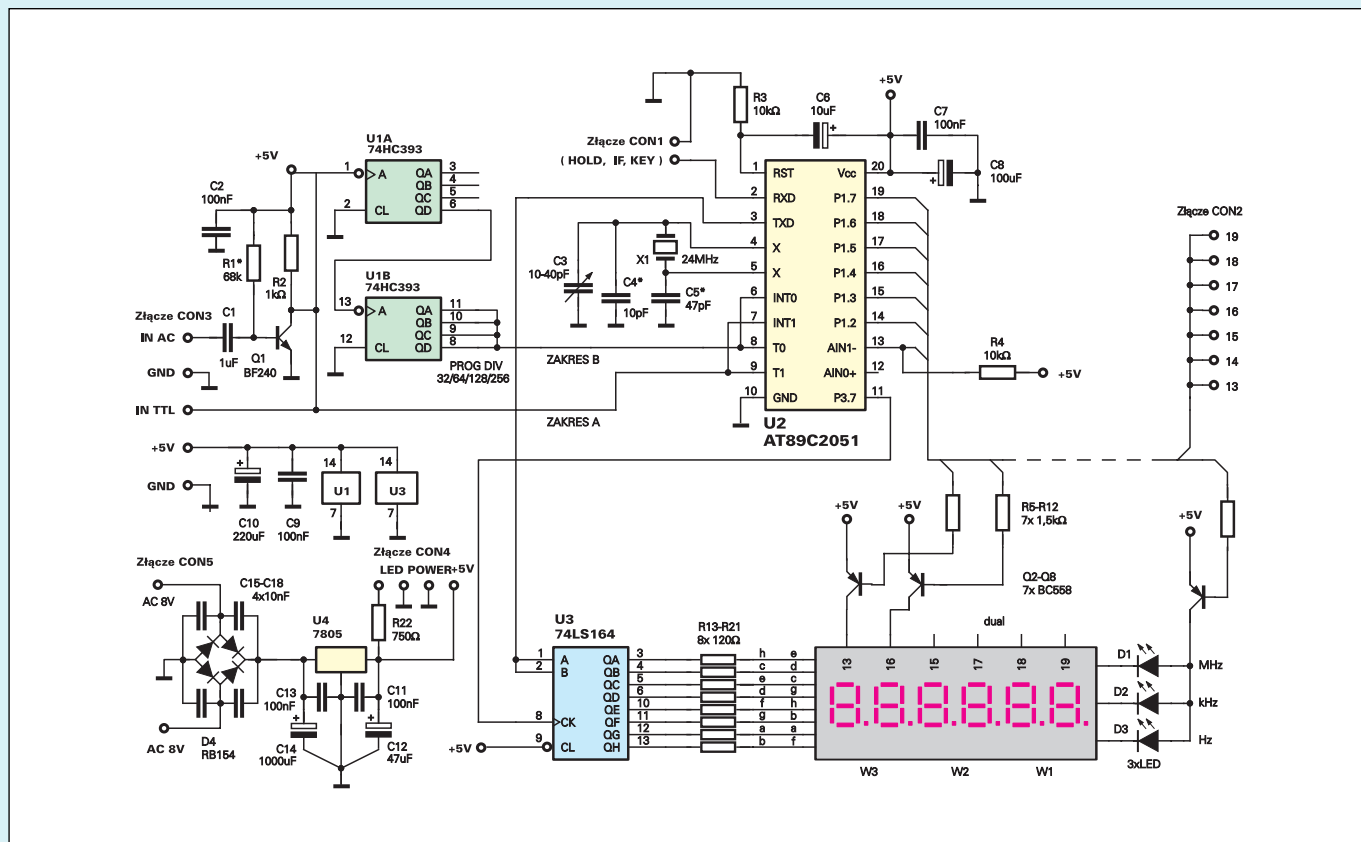 +5V
C2
100nF
R1*
68k
R2
1kΩ
C1
1uF
Złącze CON3
IN AC
GND
IN TTL
Q1
BF240
U1A
74HC393
1
A
QA
3
QB
4
QC
5
QD
6
2
CL
U1B
74HC393
13
A
QA
11
QB
10
QC
9
QD
8
12
CL
PROG DIV
32/64/128/256
ZAKRES B
ZAKRES A
Złącze CON1
( HOLD, IF, KEY )
R3
10kΩ
C6
10uF
+
+5V
C7
100nF
C8
100uF
+
C3
10-40pF
C4*
10pF
X1
24MHz
C5*
47pF
1
RST
Vcc
20
2
RXD
P1.7
19
3
TXD
P1.6
18
4
X
P1.5
17
5
X
P1.4
16
6
INT0
P1.3
15
7
INT1
P1.2
14
8
T0
AIN1-
13
9
T1
AIN0+
12
10
GND
P3.7
11
U2
AT89C2051
R4
10kΩ
+5V
Złącze CON2
19
18
17
16
15
14
13
+5V
GND
+
C10
220uF
C9
100nF
14
U1
7
14
U3
7
Złącze CON5
AC 8V
C15-C18
4x10nF
AC 8V
D4
RB154
U4
7805
C13
100nF
+
C14
1000uF
C11
100nF
+
C12
47uF
Złącze CON4
LED POWER
+5V
R22
750Ω
U3
74LS164
1
A
QA
3
2
B
QB
4
QC
5
QD
6
QE
10
8
CK
QF
11
QG
12
+5V
9
CL
QH
13
R13-R21
8x 120Ω
h e
c d
e c
d g
f h
g b
a a
b f
+5V
+5V
R5-R12
7x 1,5kΩ
Q2-Q8
7x BC558
+5V
dual
13
16
15
17
18
19
8.8.8.8.8.8.
W3
W2
W1
D1
MHz
D2
kHz
D3
Hz
3xLED